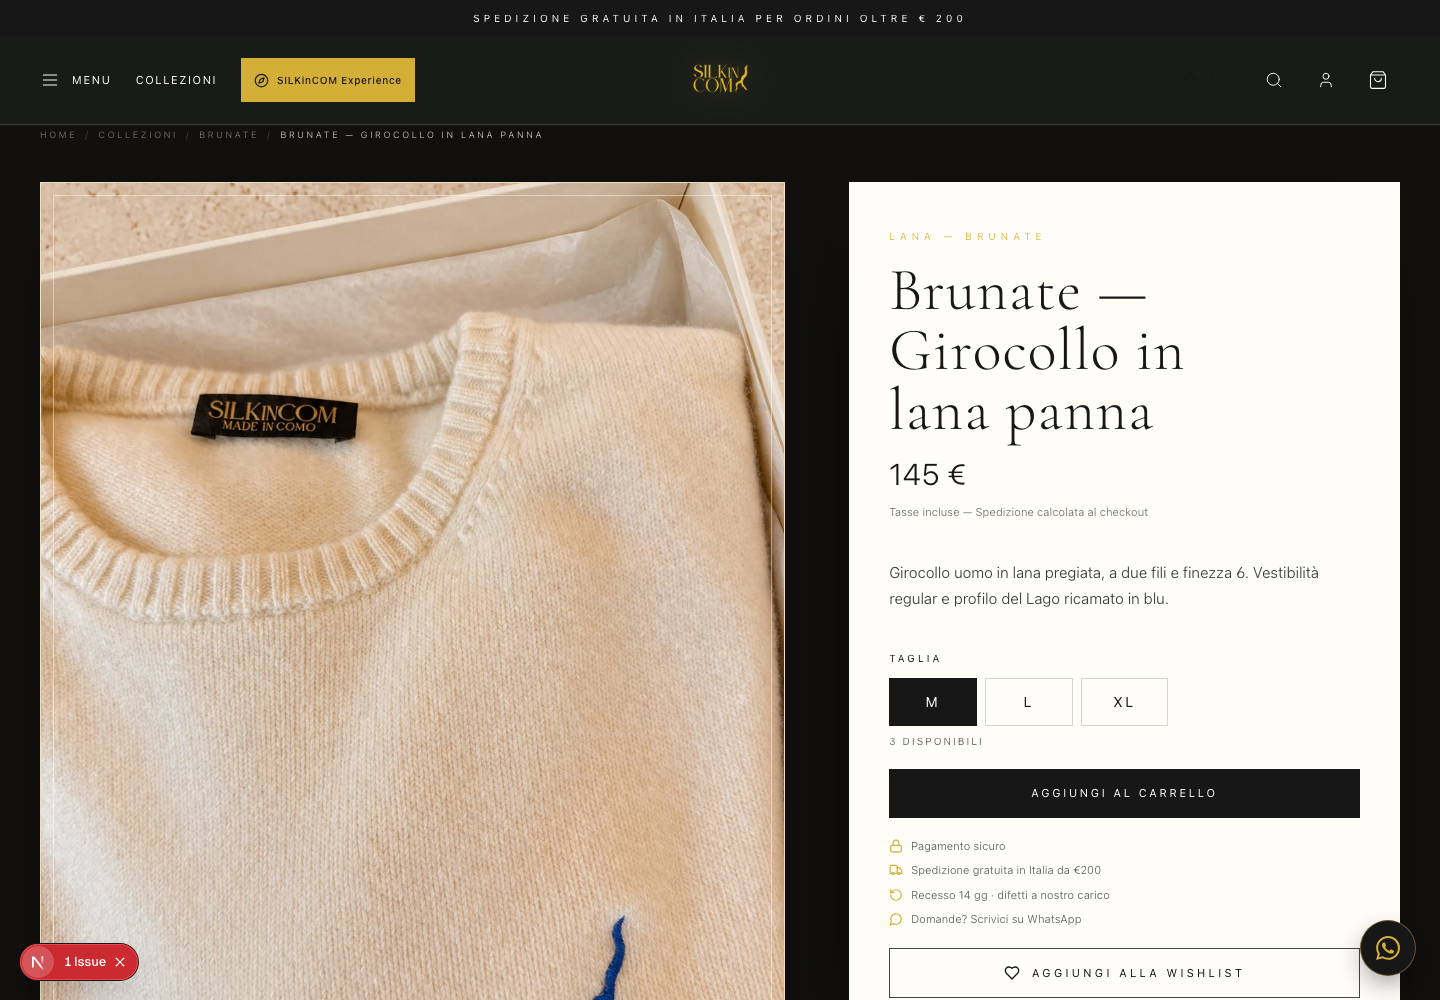 SPEDIZIONE GRATUITA IN ITALIA PER ORDINI OLTRE € 200
MENU
COLLEZIONI
SILKinCOM Experience
SILKIN
COM
HOME / COLLEZIONI / BRUNATE / BRUNATE — GIROCOLLO IN LANA PANNA
SILKINCOM
MADE IN COMO
LANA — BRUNATE
Brunate —
Girocollo in
lana panna
145 €
Tasse incluse — Spedizione calcolata al checkout
Girocollo uomo in lana pregiata, a due fili e finezza 6. Vestibilità
regular e profilo del Lago ricamato in blu.
TAGLIA
M
L
XL
3 DISPONIBILI
AGGIUNGI AL CARRELLO
Pagamento sicuro
Spedizione gratuita in Italia da €200
Recesso 14 gg · difetti a nostro carico
Domande? Scrivici su WhatsApp
AGGIUNGI ALLA WISHLIST
N
1 Issue